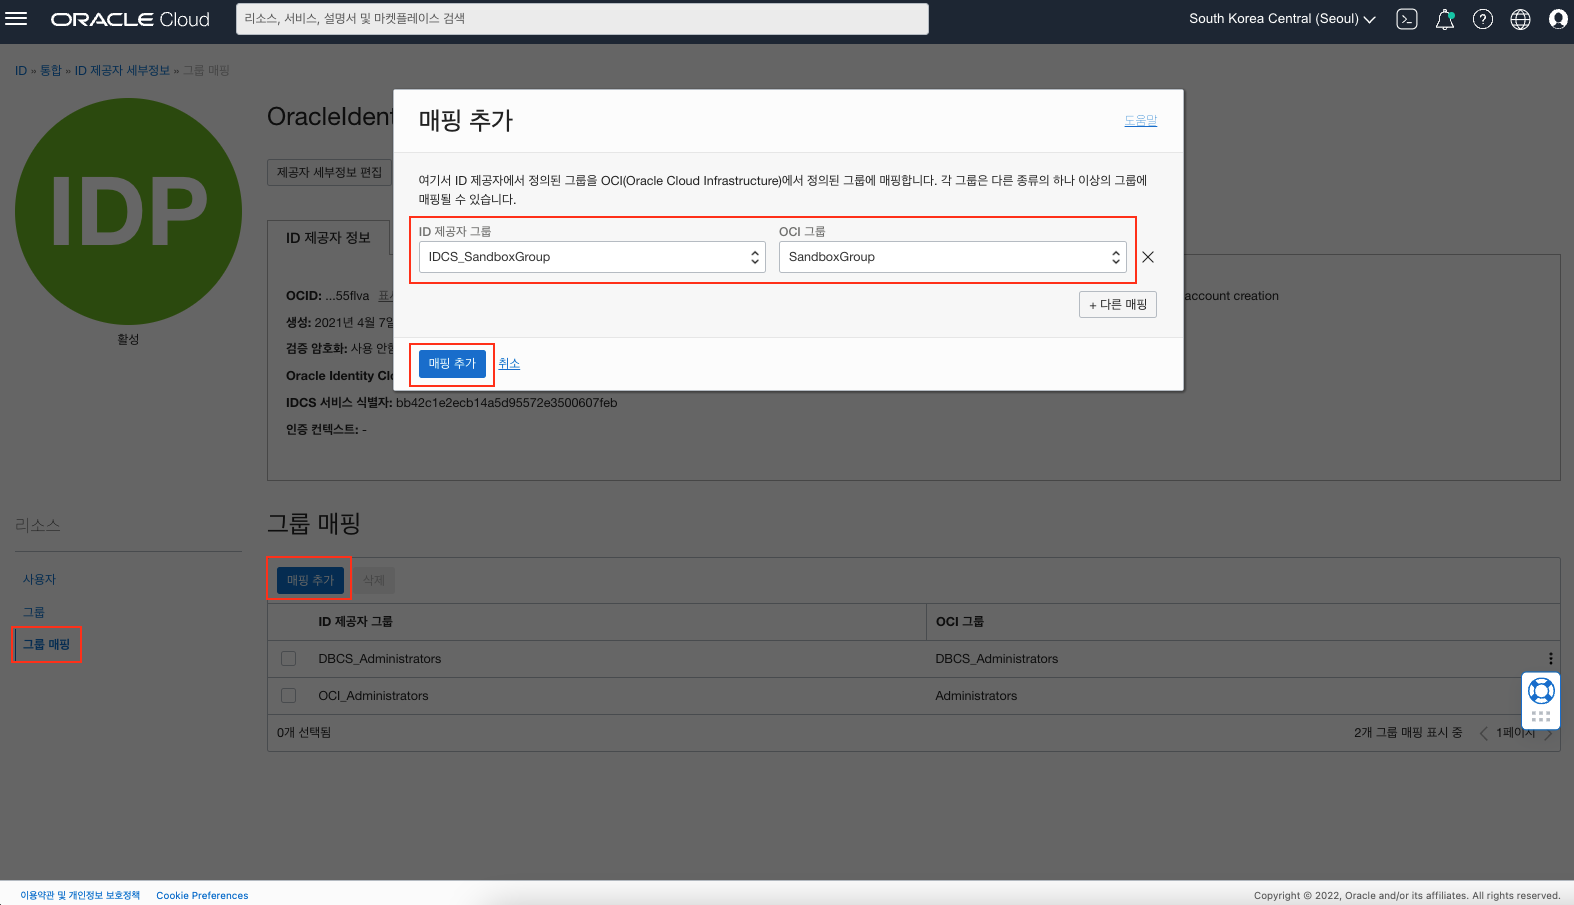 ORACLE Cloud
리소스, 서비스, 설명서 및 마켓플레이스 검색
South Korea Central (Seoul)
ID » 통합 » ID 제공자 세부정보 » 그룹 매핑
IDP
활성
OracleIdent
제공자 세부정보 편집
ID 제공자 정보
OCID: ...55flva
account creation
생성: 2021년 4월 7일
검증 암호화: 사용 안함
Oracle Identity Clo
IDCS 서비스 식별자: bb42c1e2ecb14a5d95572e3500607feb
인증 컨텍스트: -
매핑 추가
도움말
여기서 ID 제공자에서 정의된 그룹을 OCI(Oracle Cloud Infrastructure)에서 정의된 그룹에 매핑합니다. 각 그룹은 다른 종류의 하나 이상의 그룹에
매핑될 수 있습니다.
ID 제공자 그룹
OCI 그룹
IDCS_SandboxGroup
SandboxGroup
+ 다른 매핑
매핑 추가
취소
리소스
사용자
그룹
그룹 매핑
그룹 매핑
매핑 추가
삭제
ID 제공자 그룹
OCI 그룹
DBCS_Administrators
DBCS_Administrators
OCI_Administrators
Administrators
0개 선택됨
2개 그룹 매핑 표시 중
1페이지
이용약관 및 개인정보 보호정책
Cookie Preferences
Copyright © 2022, Oracle and/or its affiliates. All rights reserved.